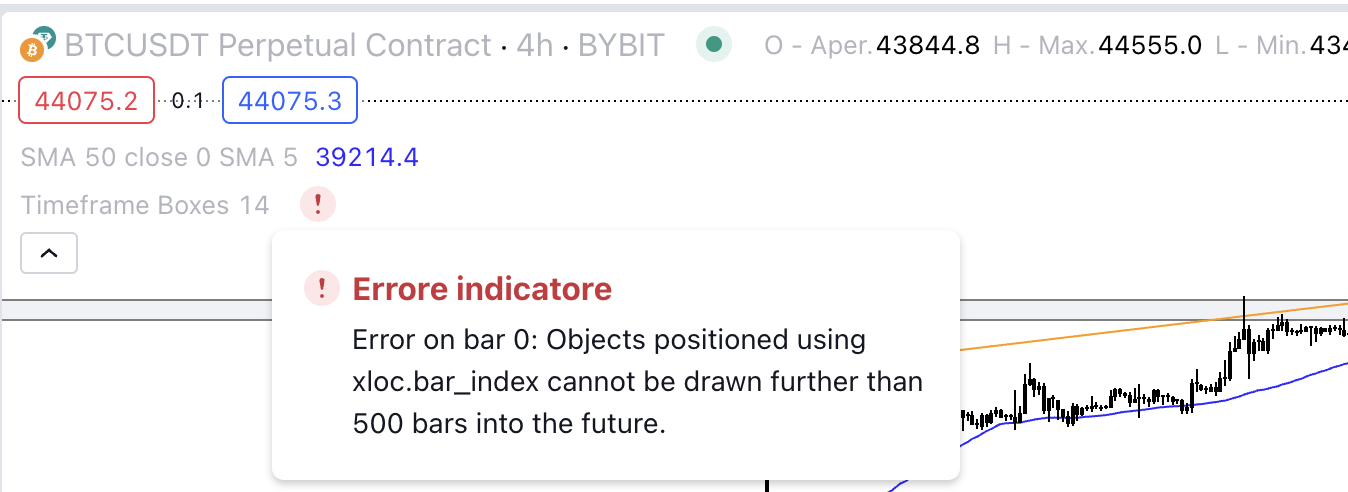 BTCUSDT Perpetual Contract · 4h · BYBIT O - Aper.43844.8 H - Max.44555.0 L - Min.434
44075.2 0.1 44075.3
SMA 50 close 0 SMA 5 39214.4
Timeframe Boxes 14 !
! Errore indicatore
Error on bar 0: Objects positioned using
xloc.bar_index cannot be drawn further than
500 bars into the future.